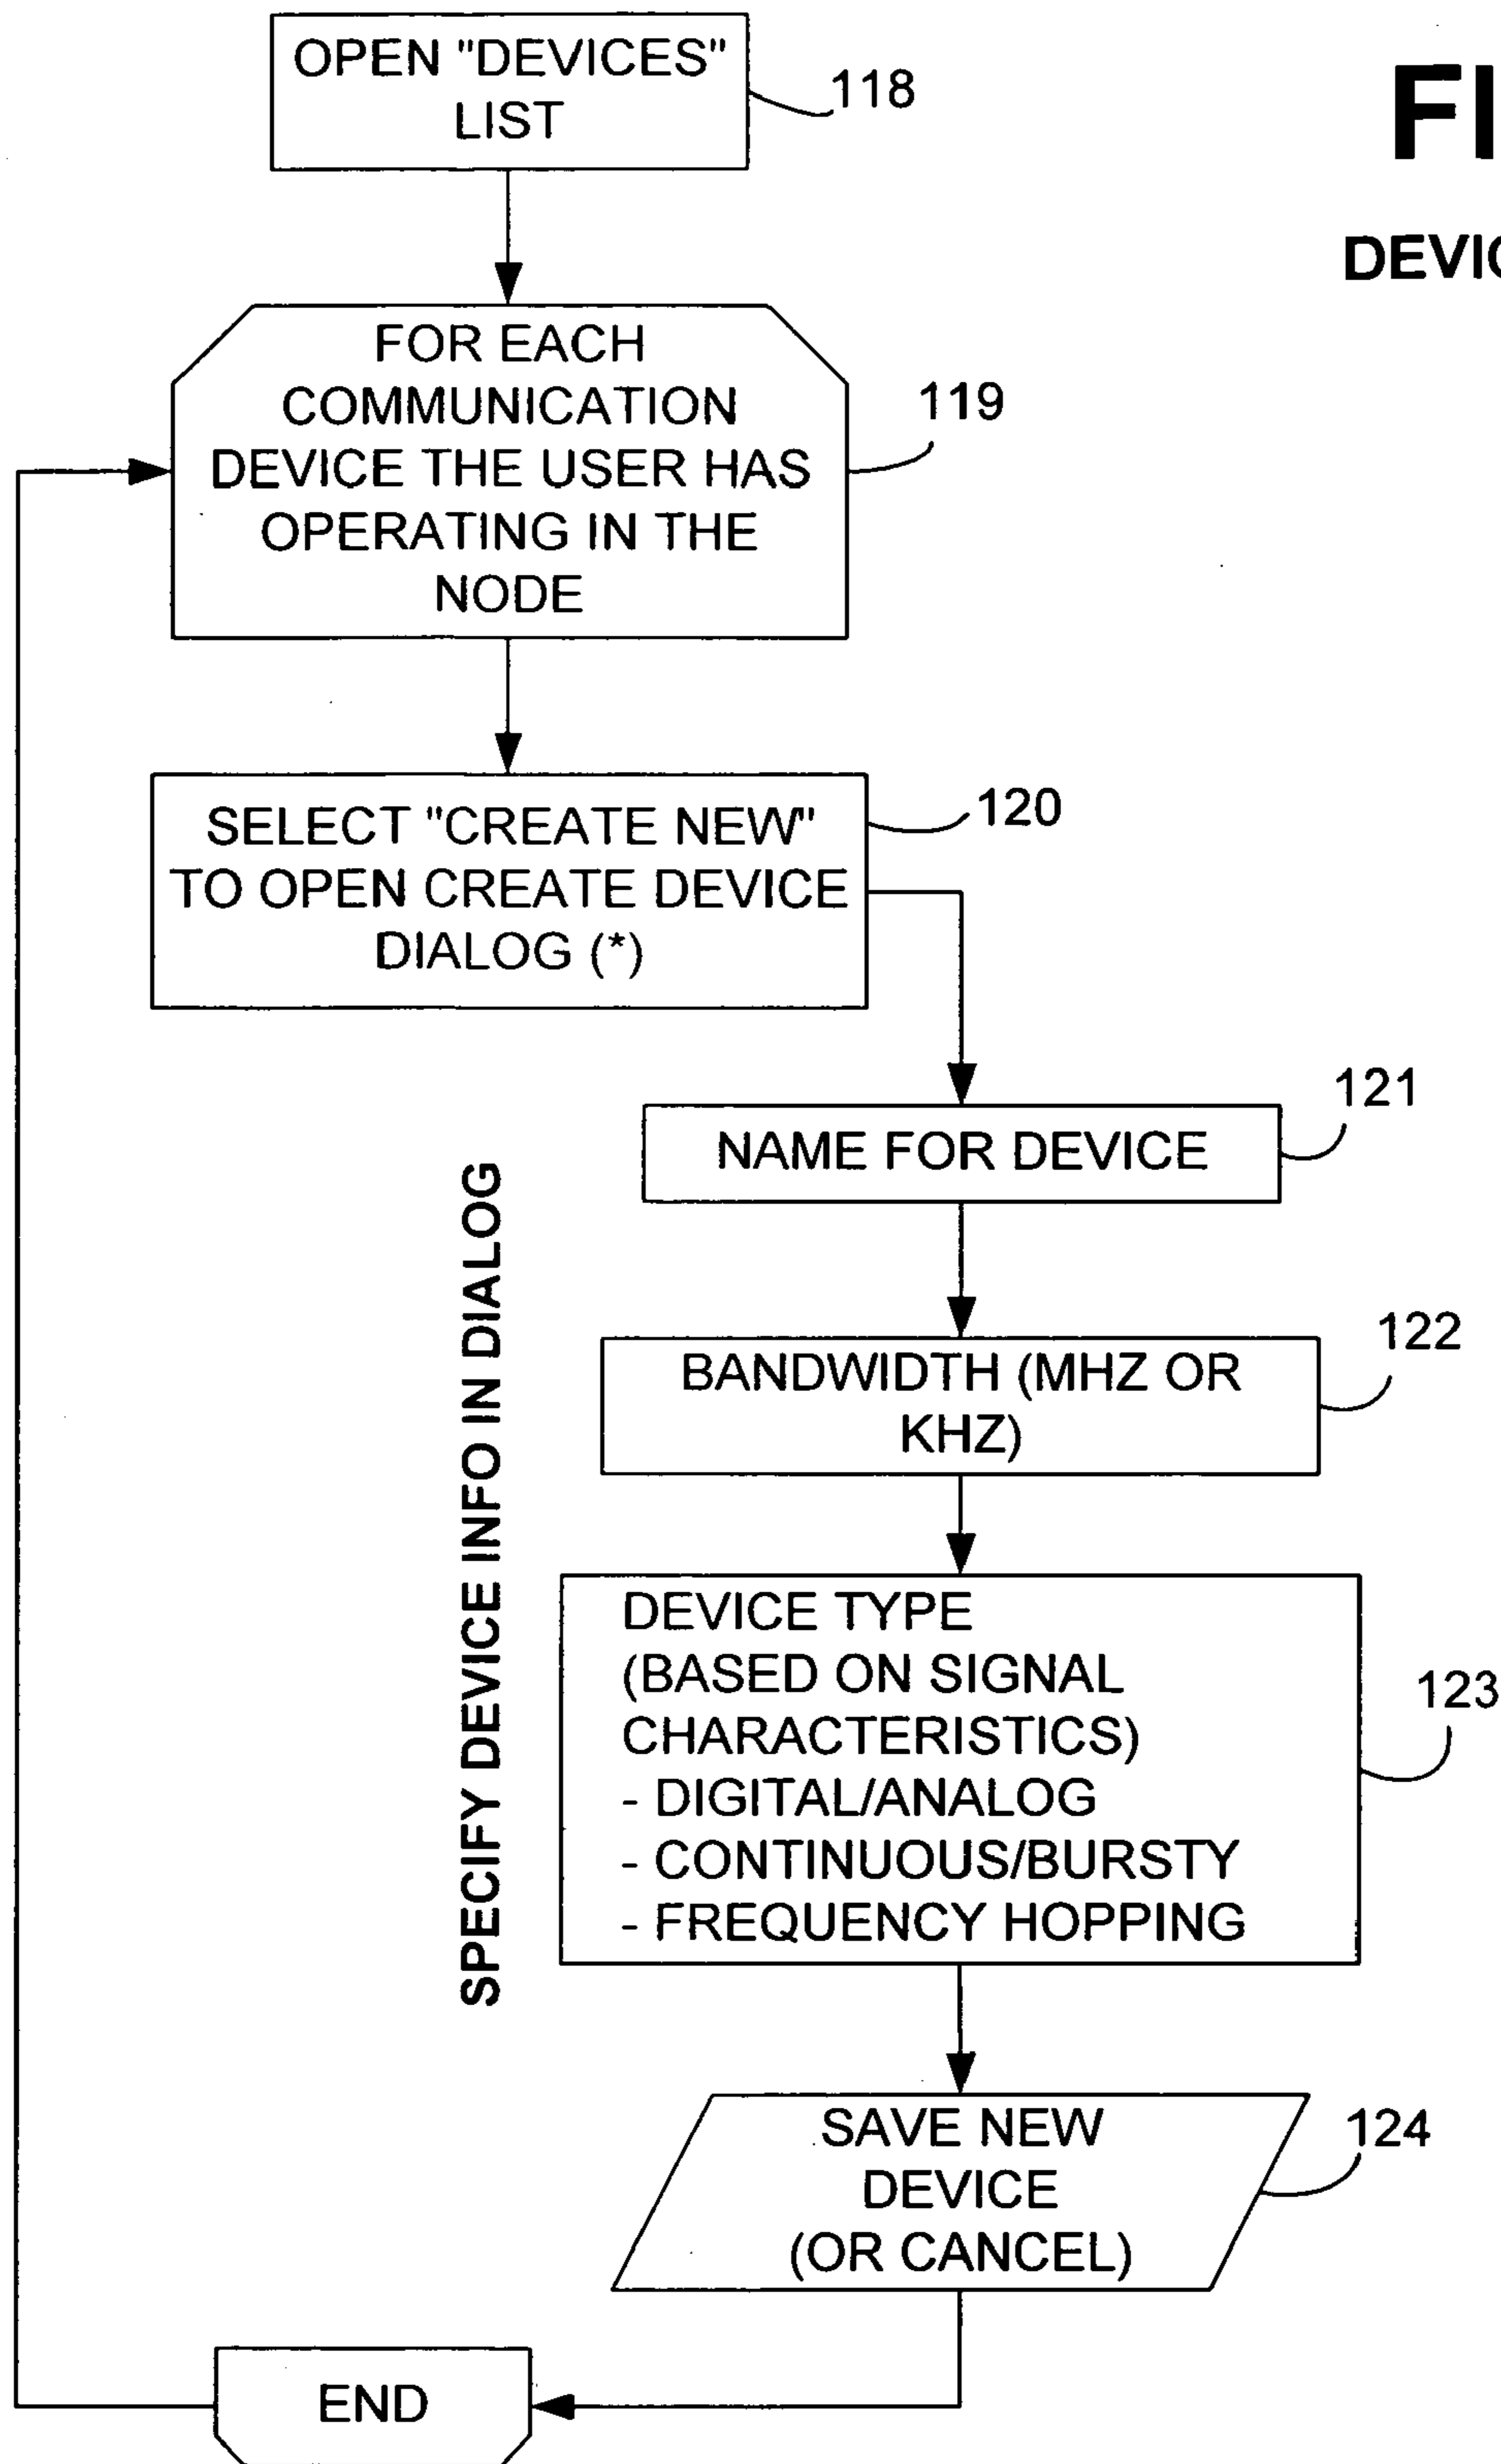 OPEN "DEVICES"
LIST
118
FI
DEVIC
FOR EACH
COMMUNICATION
DEVICE THE USER HAS
OPERATING IN THE
NODE
119
SELECT "CREATE NEW"
TO OPEN CREATE DEVICE
DIALOG (*)
120
SPECIFY DEVICE INFO IN DIALOG
NAME FOR DEVICE
121
BANDWIDTH (MHZ OR
KHZ)
122
DEVICE TYPE
(BASED ON SIGNAL
CHARACTERISTICS)
- DIGITAL/ANALOG
- CONTINUOUS/BURSTY
- FREQUENCY HOPPING
123
SAVE NEW
DEVICE
(OR CANCEL)
124
END